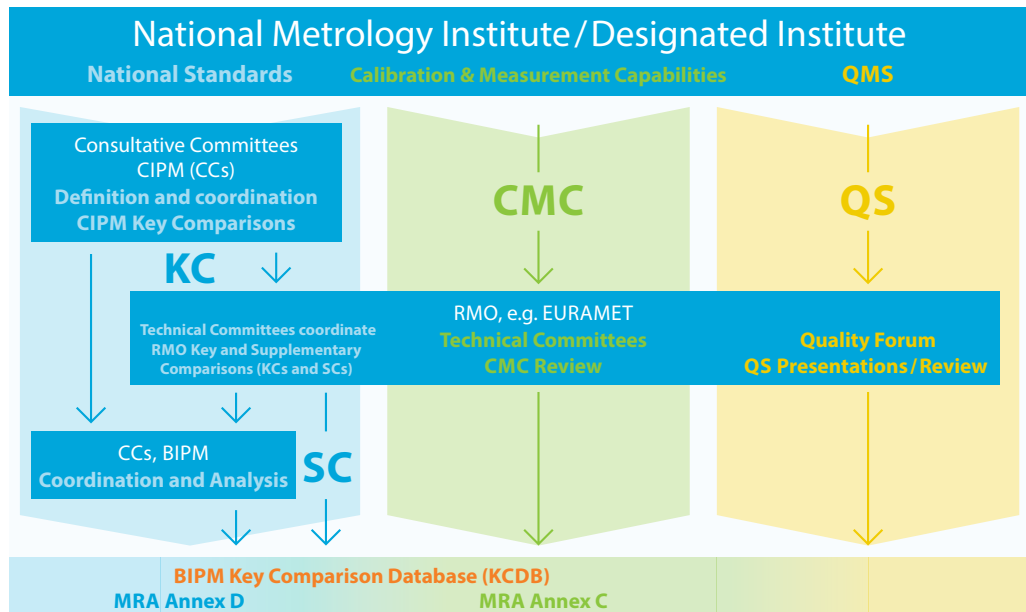 National Metrology Institute/Designated Institute
National Standards
Calibration & Measurement Capabilities
QMS
Consultative Committees
CIPM (CCs)
Definition and coordination
CIPM Key Comparisons
KC
CMC
QS
Technical Committees coordinate
RMO Key and Supplementary
Comparisons (KCs and SCs)
RMO, e.g. EURAMET
Technical Committees
CMC Review
Quality Forum
QS Presentations/Review
CCs, BIPM
Coordination and Analysis
SC
BIPM Key Comparison Database (KCDB)
MRA Annex D
MRA Annex C